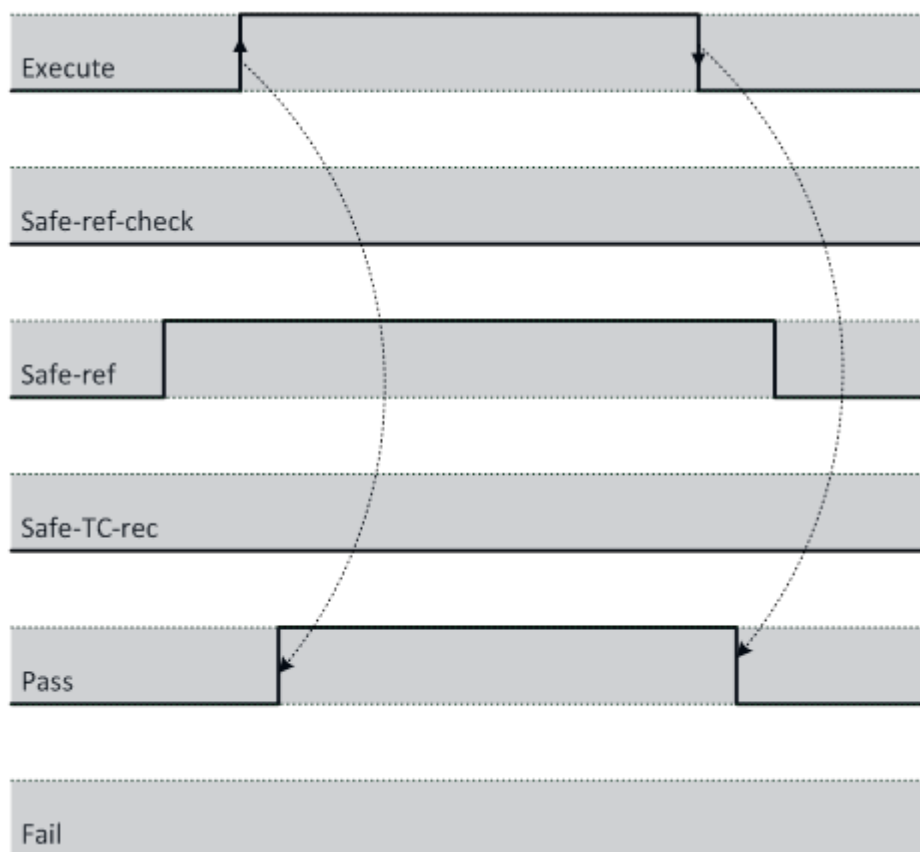 Execute
Safe-ref-check
Safe-ref
Safe-TC-rec
Pass
Fail